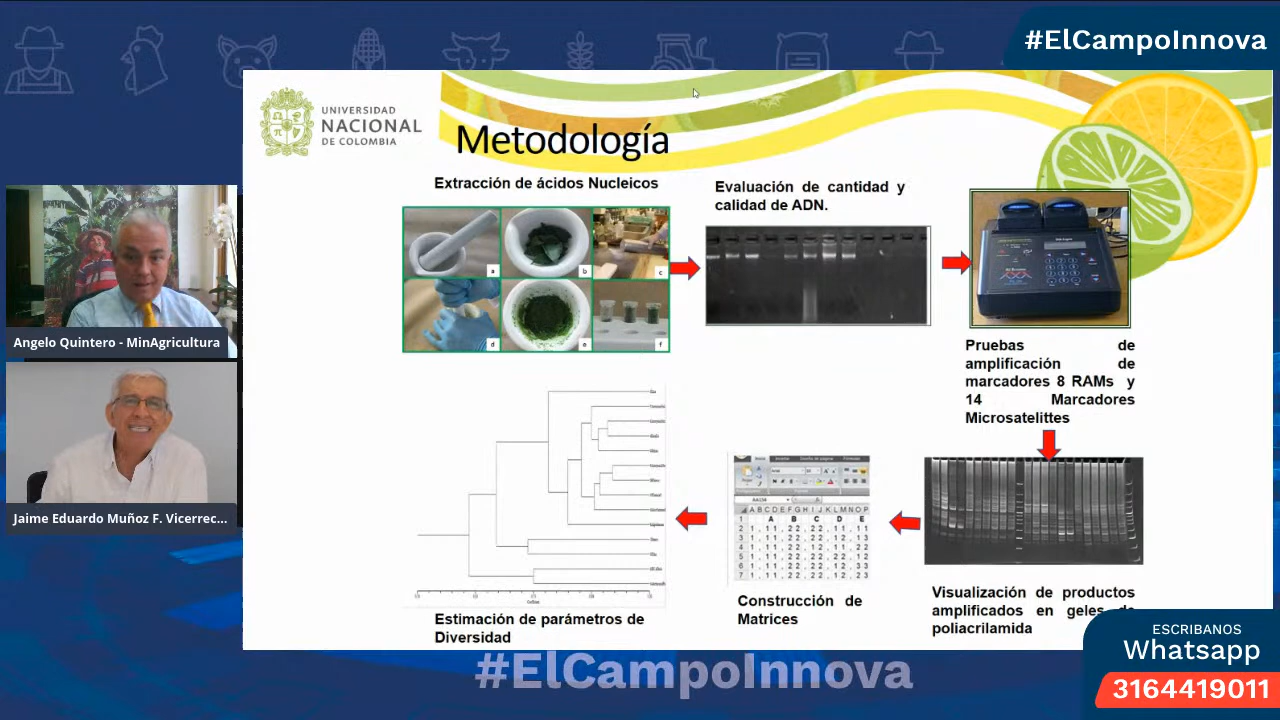 #ElCampoInnova
UNIVERSIDAD
NACIONAL
DE COLOMBIA
Metodología
Extracción de ácidos Nucleicos
a
b
c
d
e
f
Evaluación de cantidad y
calidad de ADN.
Pruebas de
amplificación de
marcadores 8 RAMs y
14 Marcadores
Microsatelittes
Visualización de productos
amplificados en geles de
poliacrilamida
Construcción de
Matrices
Estimación de parámetros de
Diversidad
Angelo Quintero - MinAgricultura
Jaime Eduardo Muñoz F. Vicerrec...
#ElCampoInnova
ESCRIBANOS
Whatsapp
3164419011